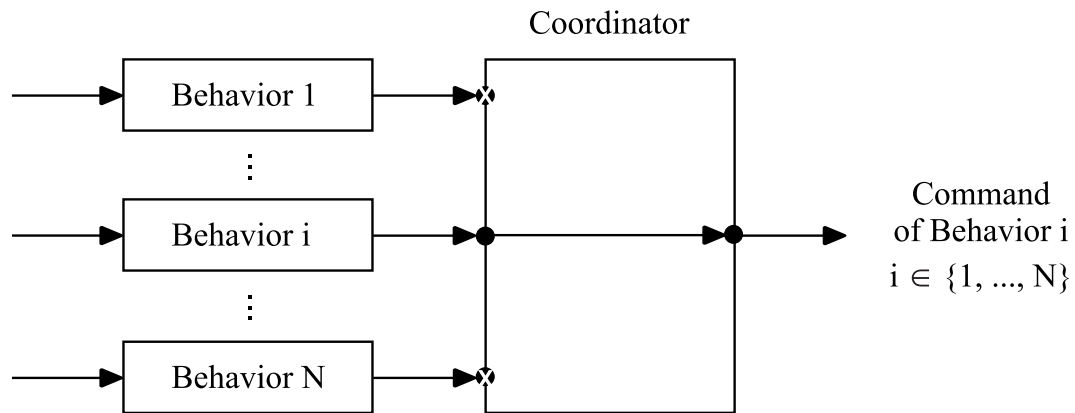 Coordinator
Behavior 1
⋮
Behavior i
⋮
Behavior N
Command
of Behavior i
i ∈ {1, ..., N}